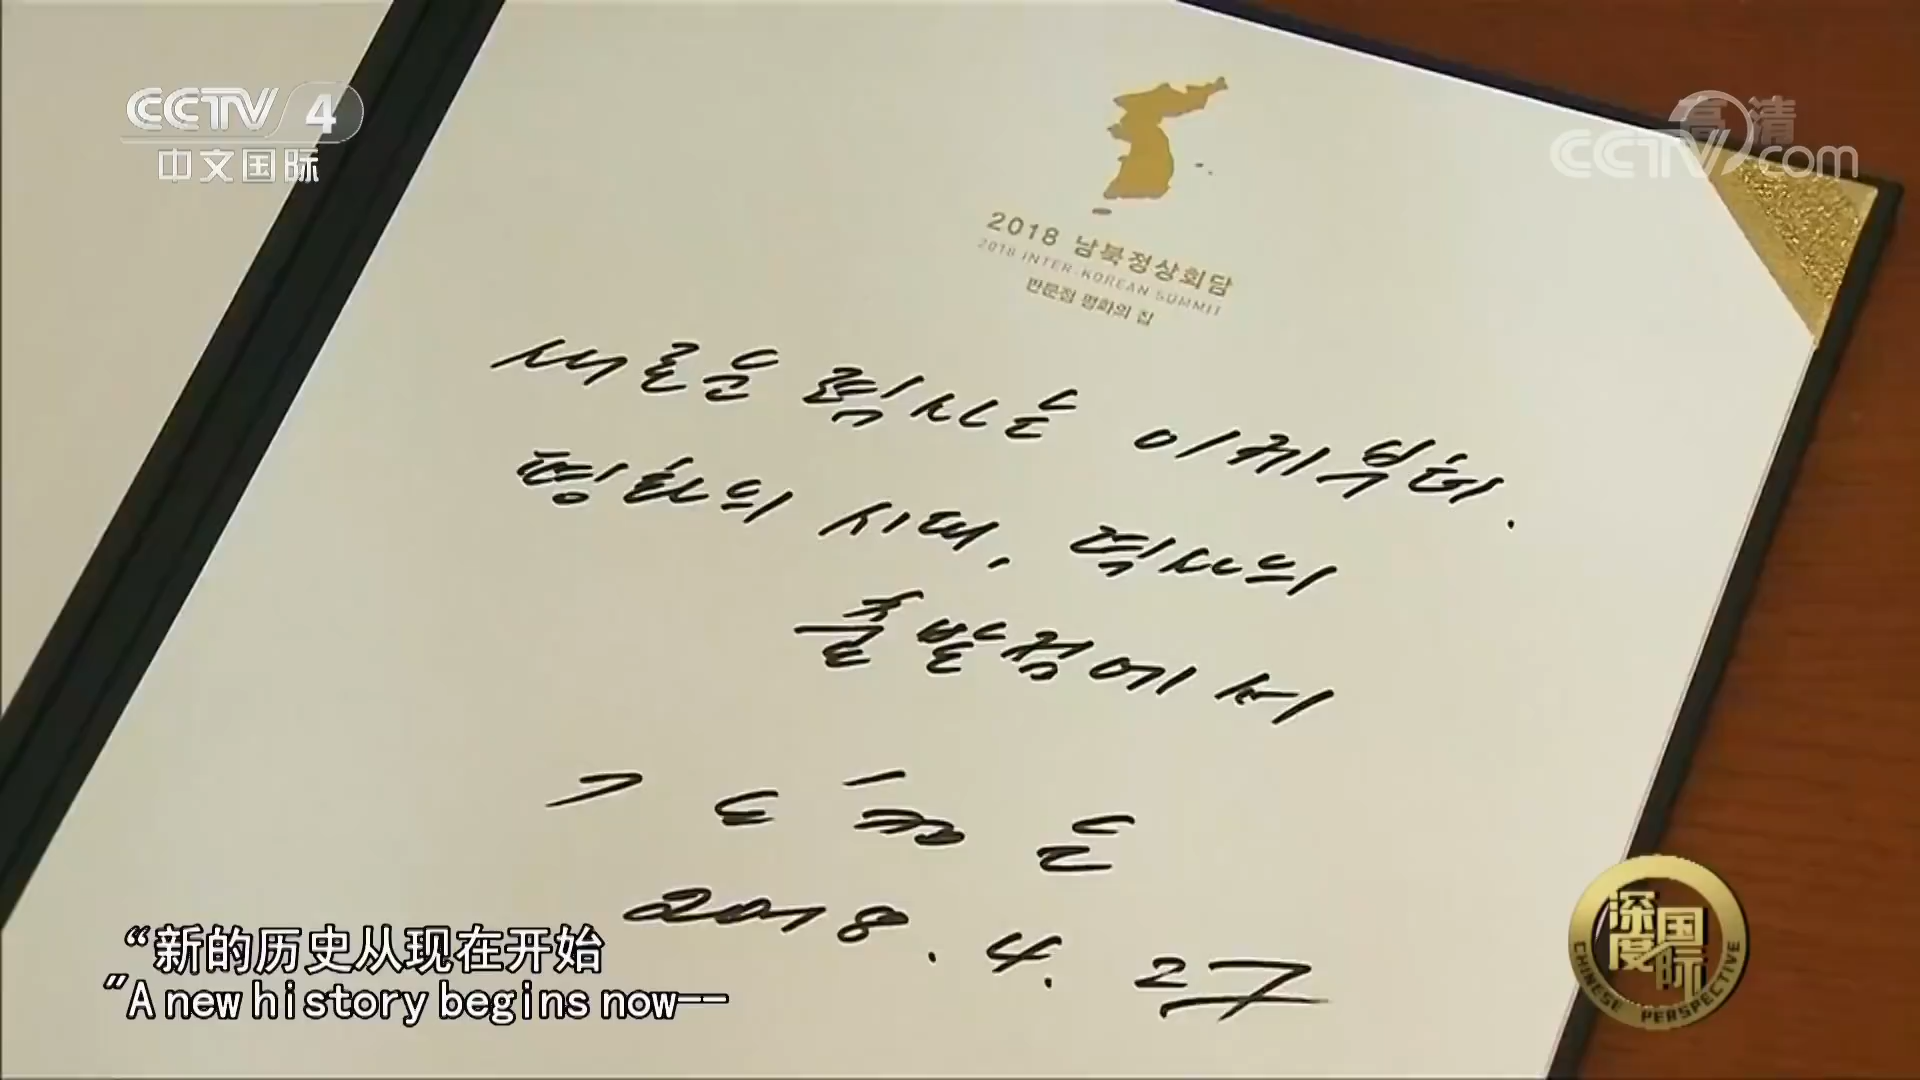 CCTV 4
中文国际
高清
CCTV.com
2018 남북정상회담
2018 INTER-KOREAN SUMMIT
판문점 평화의 집
새로운 력사는 이제부터.
평화의 시대, 력사의
출발점에서
김정은
2018.4.27
“新的历史从现在开始
"A new history begins now--
深度国际
CHINESE PERSPECTIVE